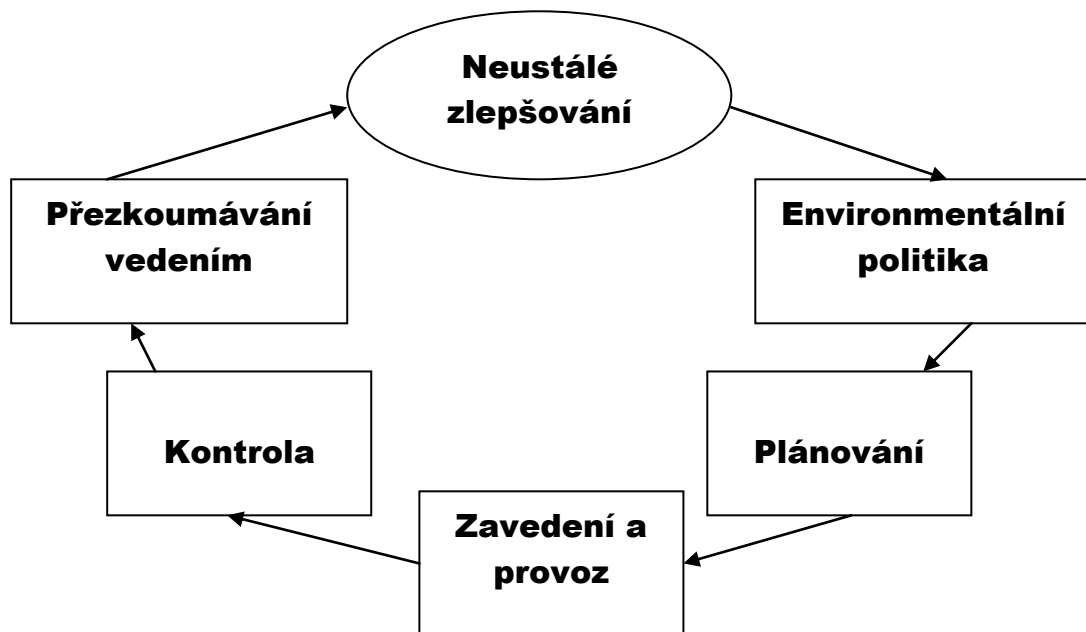 Neustálé
zlepšování
Přezkoumávání
vedením
Environmentální
politika
Kontrola
Plánování
Zavedení a
provoz